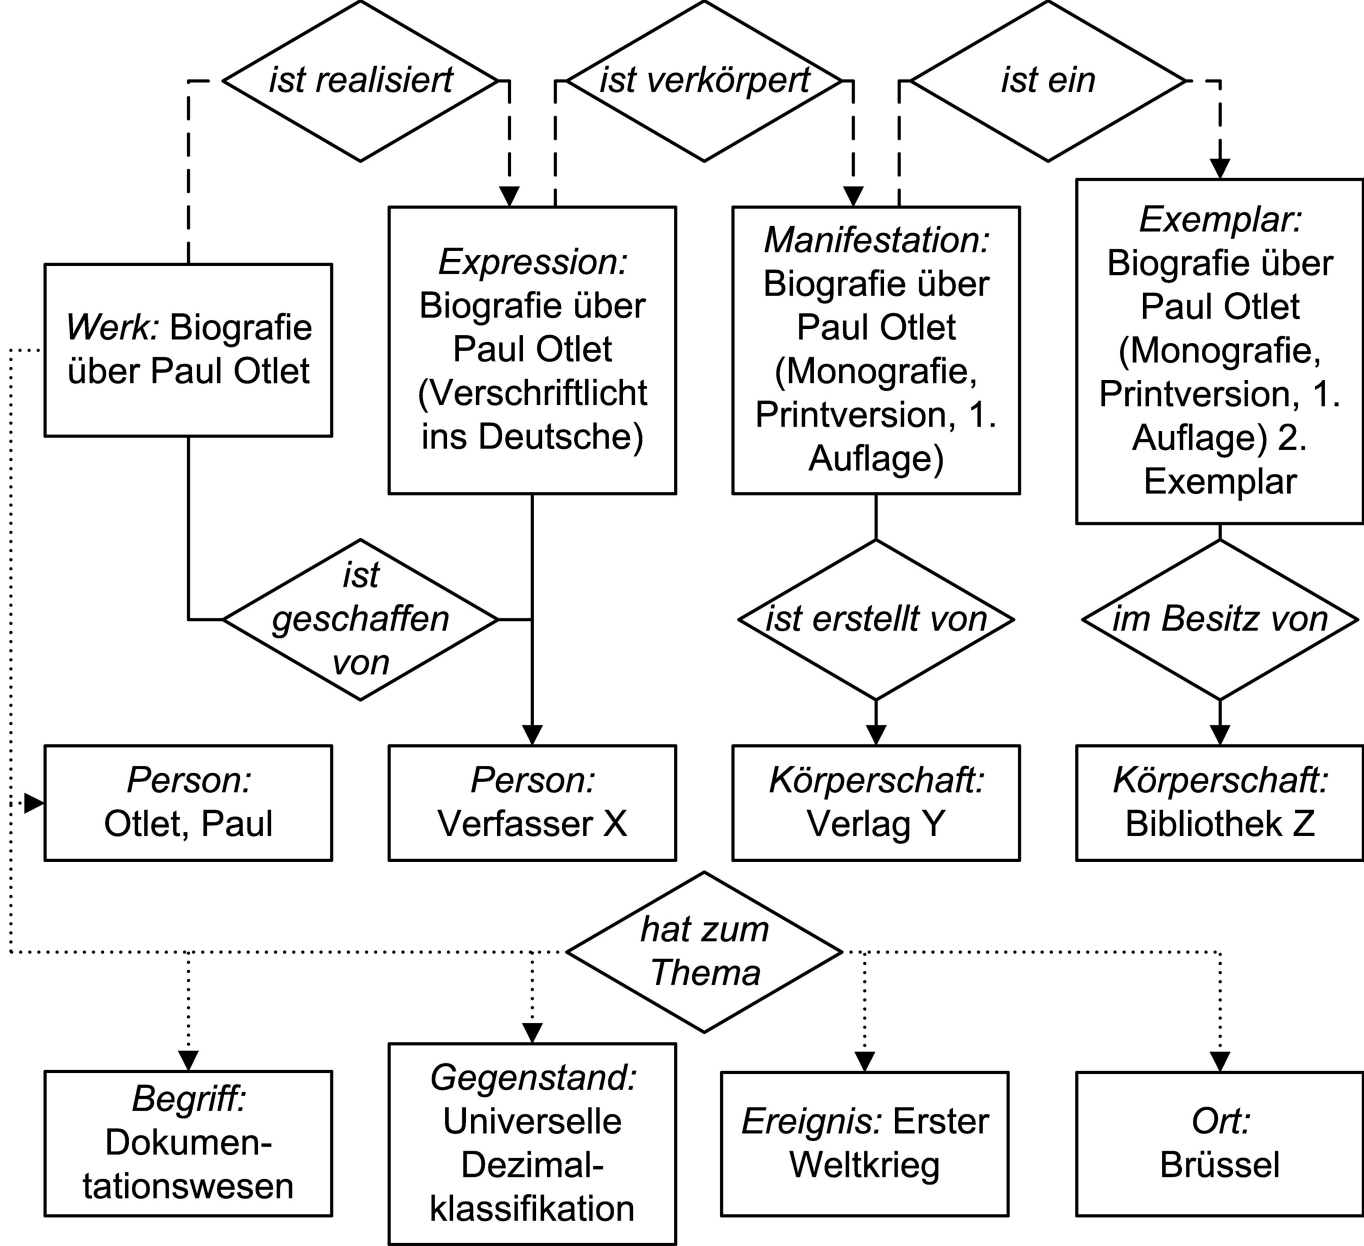 ist realisiert
ist verkörpert
ist ein
Werk: Biografie
über Paul Otlet
Expression:
Biografie über
Paul Otlet
(Verschriftlicht
ins Deutsche)
Manifestation:
Biografie über
Paul Otlet
(Monografie,
Printversion, 1.
Auflage)
Exemplar:
Biografie über
Paul Otlet
(Monografie,
Printversion, 1.
Auflage) 2.
Exemplar
ist
geschaffen
von
ist erstellt von
im Besitz von
Person:
Otlet, Paul
Person:
Verfasser X
Körperschaft:
Verlag Y
Körperschaft:
Bibliothek Z
hat zum
Thema
Begriff:
Dokumen-
tationswesen
Gegenstand:
Universelle
Dezimal-
klassifikation
Ereignis: Erster
Weltkrieg
Ort:
Brüssel